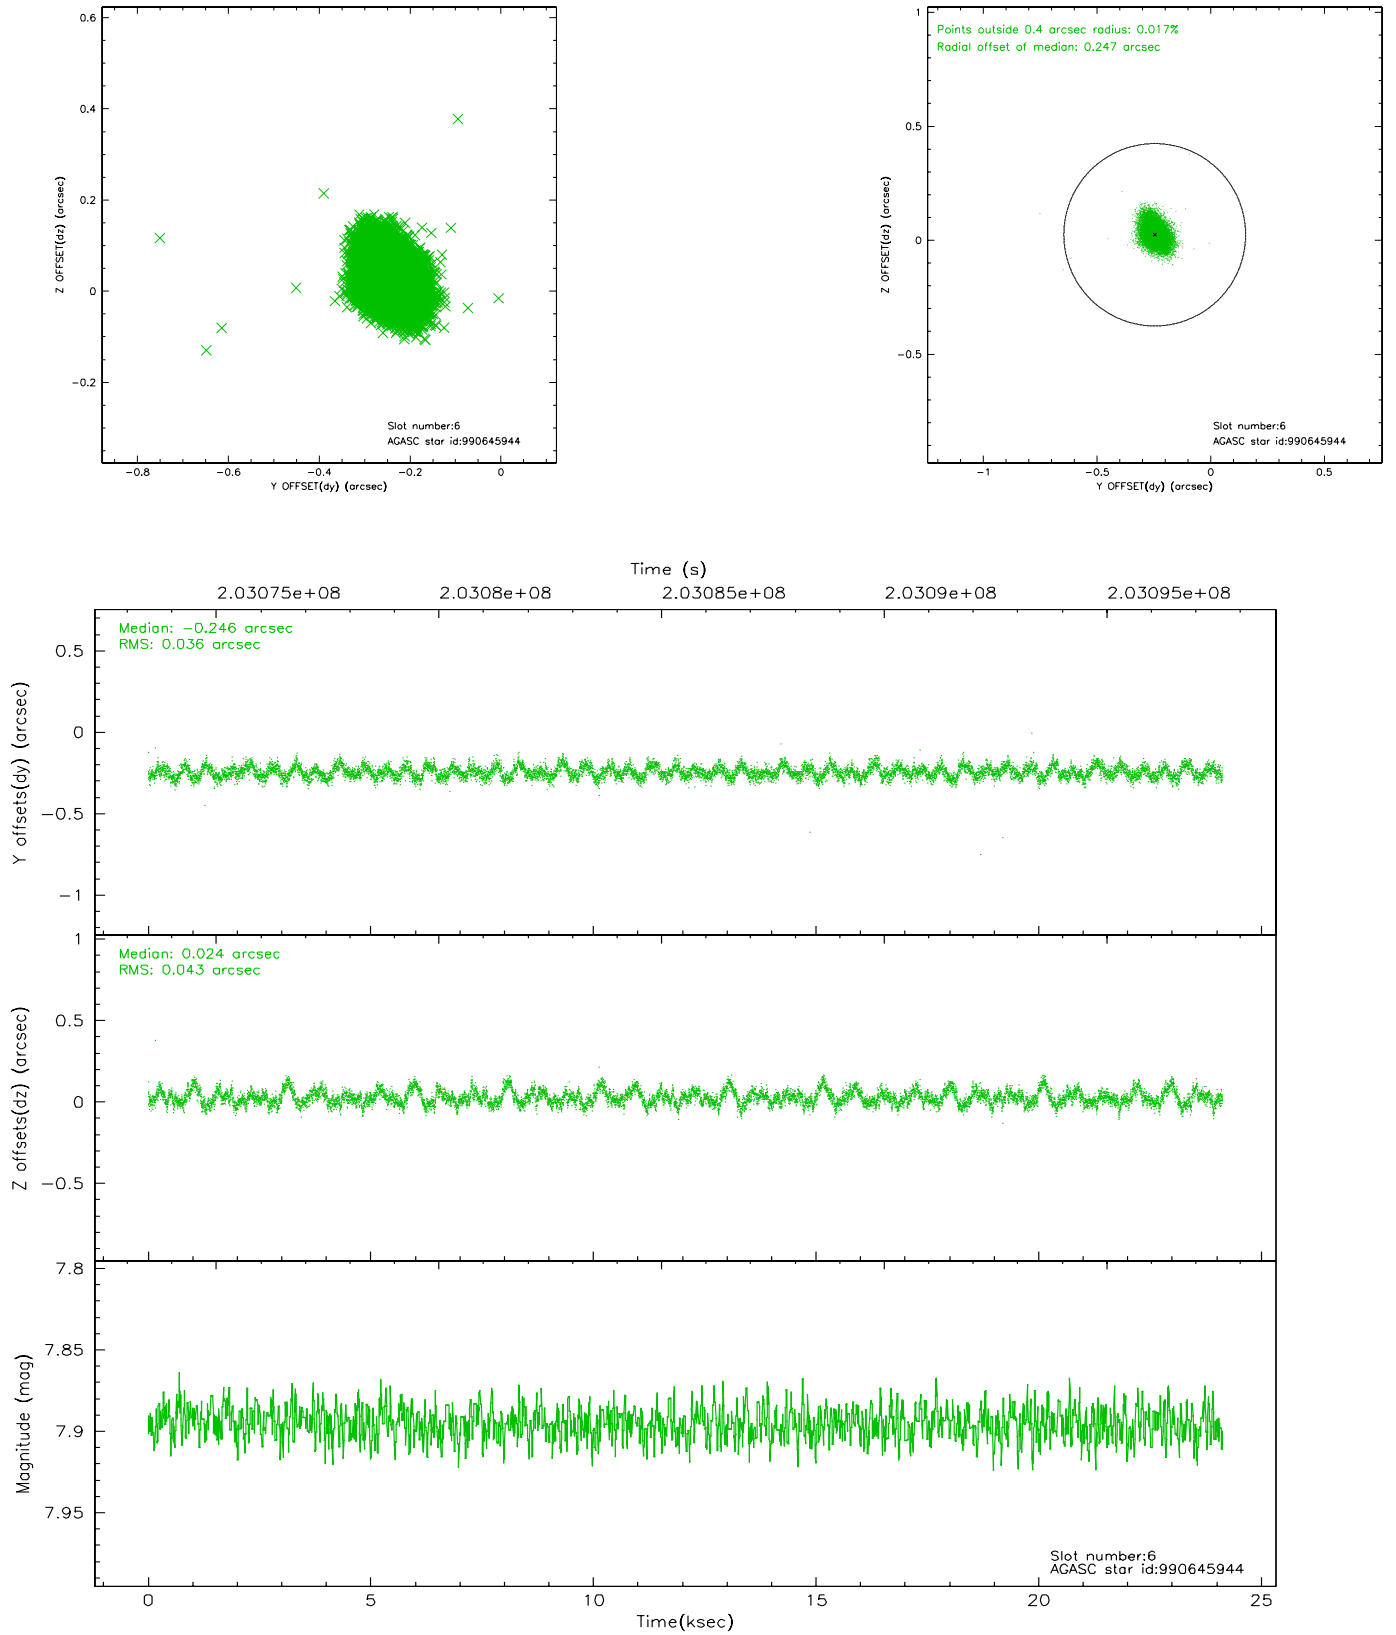 0.6
0.4
0.2
0
−0.2
Z OFFSET(dz) (arcsec)
Slot number:6
AGASC star id:990645944
−0.8 −0.6 −0.4 −0.2 0
Y OFFSET(dy) (arcsec)
Points outside 0.4 arcsec radius: 0.017%
Radial offset of median: 0.247 arcsec
1
0.5
0
−0.5
Z OFFSET(dz) (arcsec)
Slot number:6
AGASC star id:990645944
−1 −0.5 0 0.5
Y OFFSET(dy) (arcsec)
Time (s)
2.03075e+08 2.0308e+08 2.03085e+08 2.0309e+08 2.03095e+08
Median: −0.246 arcsec
RMS: 0.036 arcsec
0.5
0
−0.5
−1
Y offsets(dy) (arcsec)
Median: 0.024 arcsec
RMS: 0.043 arcsec
1
0.5
0
−0.5
Z offsets(dz) (arcsec)
7.8
7.85
7.9
7.95
Magnitude (mag)
Slot number:6
AGASC star id:990645944
0 5 10 15 20 25
Time(ksec)